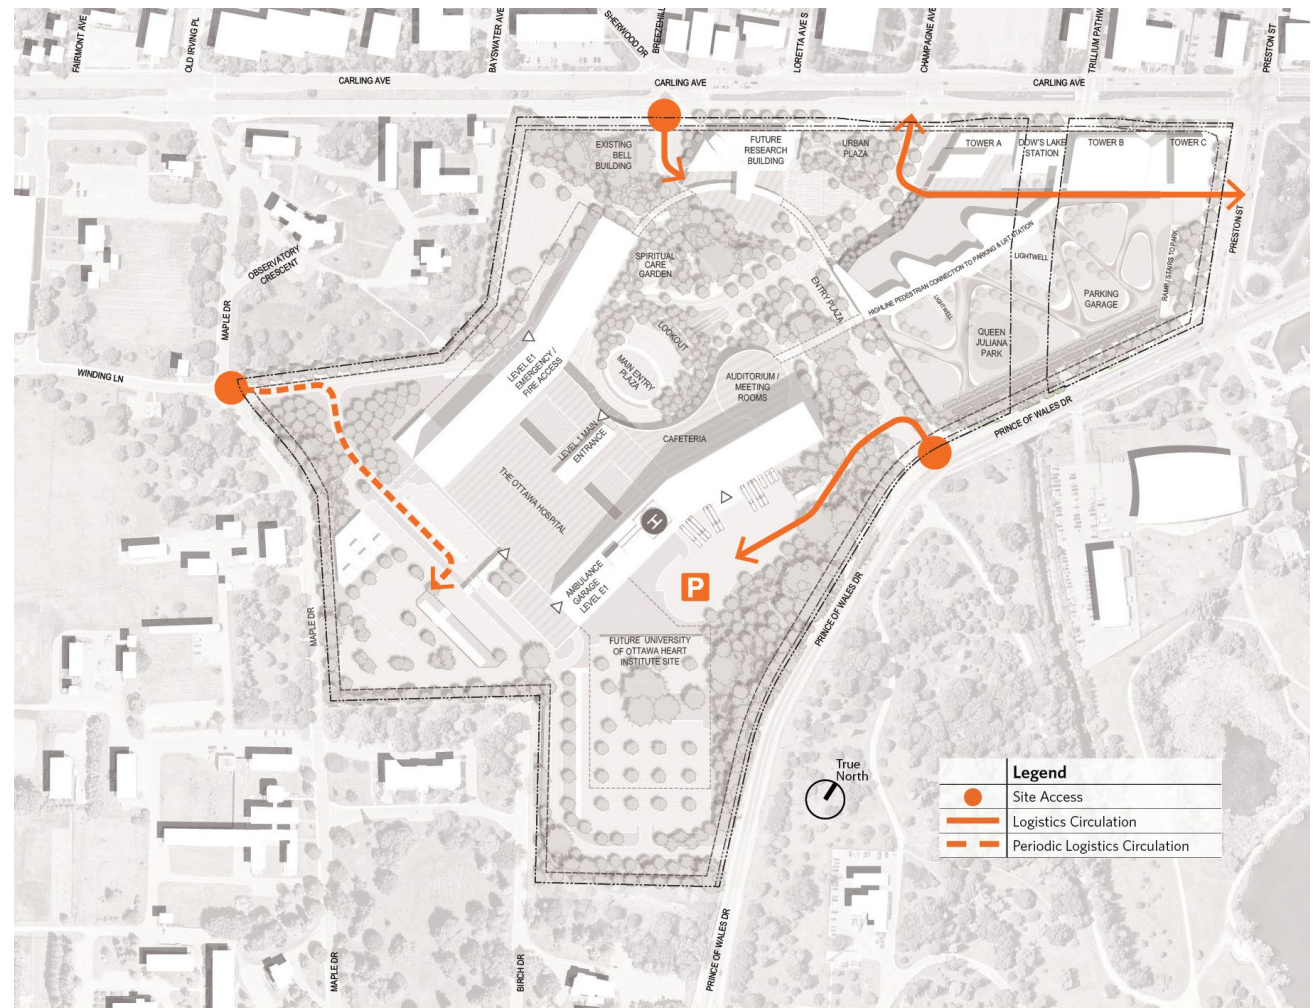 FAIRMONT AVE
OLD IRVING PL
BAYSWATER AVE
SHERWOOD DR
BREEZEHILL
LORETTA AVE S
CHAMPAGNE AVE
TRILLIUM PATHW
PRESTON ST
CARLING AVE
CARLING AVE
CARLING AVE
EXISTING
BELL
BUILDING
FUTURE
RESEARCH
BUILDING
URBAN
PLAZA
TOWER A
DOW'S LAKE
STATION
TOWER B
TOWER C
PRESTON ST
OBSERVATORY
CRESCENT
SPIRITUAL
CARE
GARDEN
ENTRY PLAZA
HIGHLINE PEDESTRIAN CONNECTION TO PARKING & LRT STATION
LIGHTWELL
LIGHTWELL
PARKING
GARAGE
RAMP / STAIRS TO PARK
QUEEN
JULIANA
PARK
MAPLE DR
WINDING LN
LEVEL E1
EMERGENCY /
FIRE ACCESS
LOOKOUT
MAIN ENTRY
PLAZA
AUDITORIUM /
MEETING
ROOMS
LEVEL 1 MAIN
ENTRANCE
CAFETERIA
PRINCE OF WALES DR
THE OTTAWA HOSPITAL
H
AMBULANCE
GARAGE
LEVEL E1
P
PRINCE OF WALES DR
MAPLE DR
FUTURE UNIVERSITY
OF OTTAWA HEART
INSTITUTE SITE
True
North
Legend
Site Access
Logistics Circulation
Periodic Logistics Circulation
MAPLE DR
BIRCH DR
PRINCE OF WALES DR